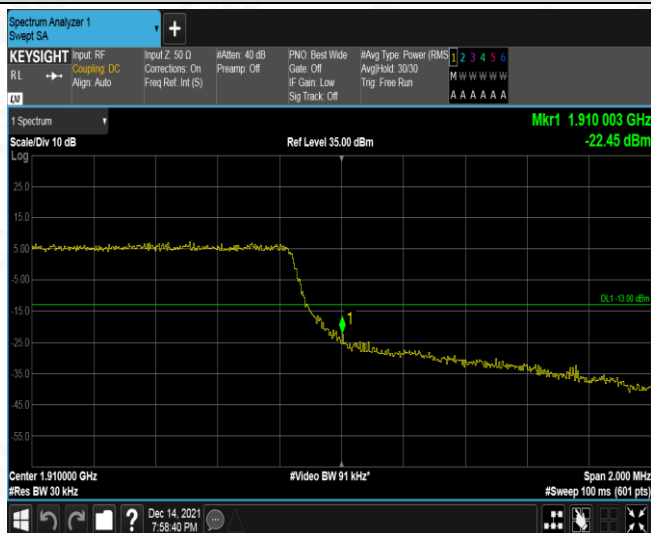 Spectrum Analyzer 1
Swept SA
+
KEYSIGHT
RL
LXI
Input: RF
Coupling: DC
Align: Auto
Input Z: 50 Ω
Corrections: On
Freq Ref: Int (S)
#Atten: 40 dB
Preamp: Off
PNO: Best Wide
Gate: Off
IF Gain: Low
Sig Track: Off
#Avg Type: Power (RMS
Avg|Hold: 30/30
Trig: Free Run
1 2 3 4 5 6
M W W W W W
A A A A A A
1 Spectrum
Mkr1 1.910 003 GHz
Scale/Div 10 dB
Ref Level 35.00 dBm
-22.45 dBm
Log
25.0
15.0
5.00
-5.00
DL1 -13.00 dBm
-15.0
1
-25.0
-35.0
-45.0
-55.0
Center 1.910000 GHz
#Video BW 91 kHz*
Span 2.000 MHz
#Res BW 30 kHz
#Sweep 100 ms (601 pts)
?
Dec 14, 2021
7:58:40 PM